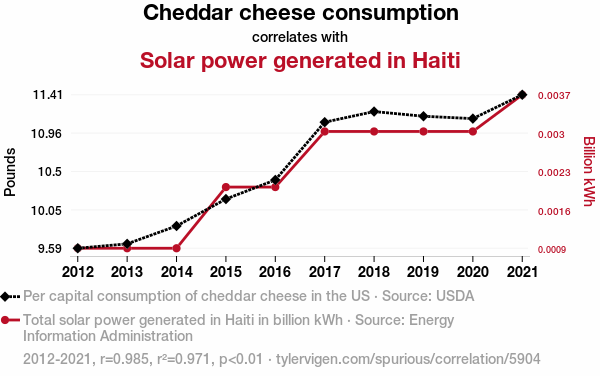 Cheddar cheese consumption
correlates with
Solar power generated in Haiti
11.41
10.96
10.5
10.05
9.59
Pounds
0.0037
0.003
0.0023
0.0016
0.0009
Billion kWh
2012 2013 2014 2015 2016 2017 2018 2019 2020 2021
Per capital consumption of cheddar cheese in the US · Source: USDA
Total solar power generated in Haiti in billion kWh · Source: Energy
Information Administration
2012-2021, r=0.985, r²=0.971, p<0.01 · tylervigen.com/spurious/correlation/5904